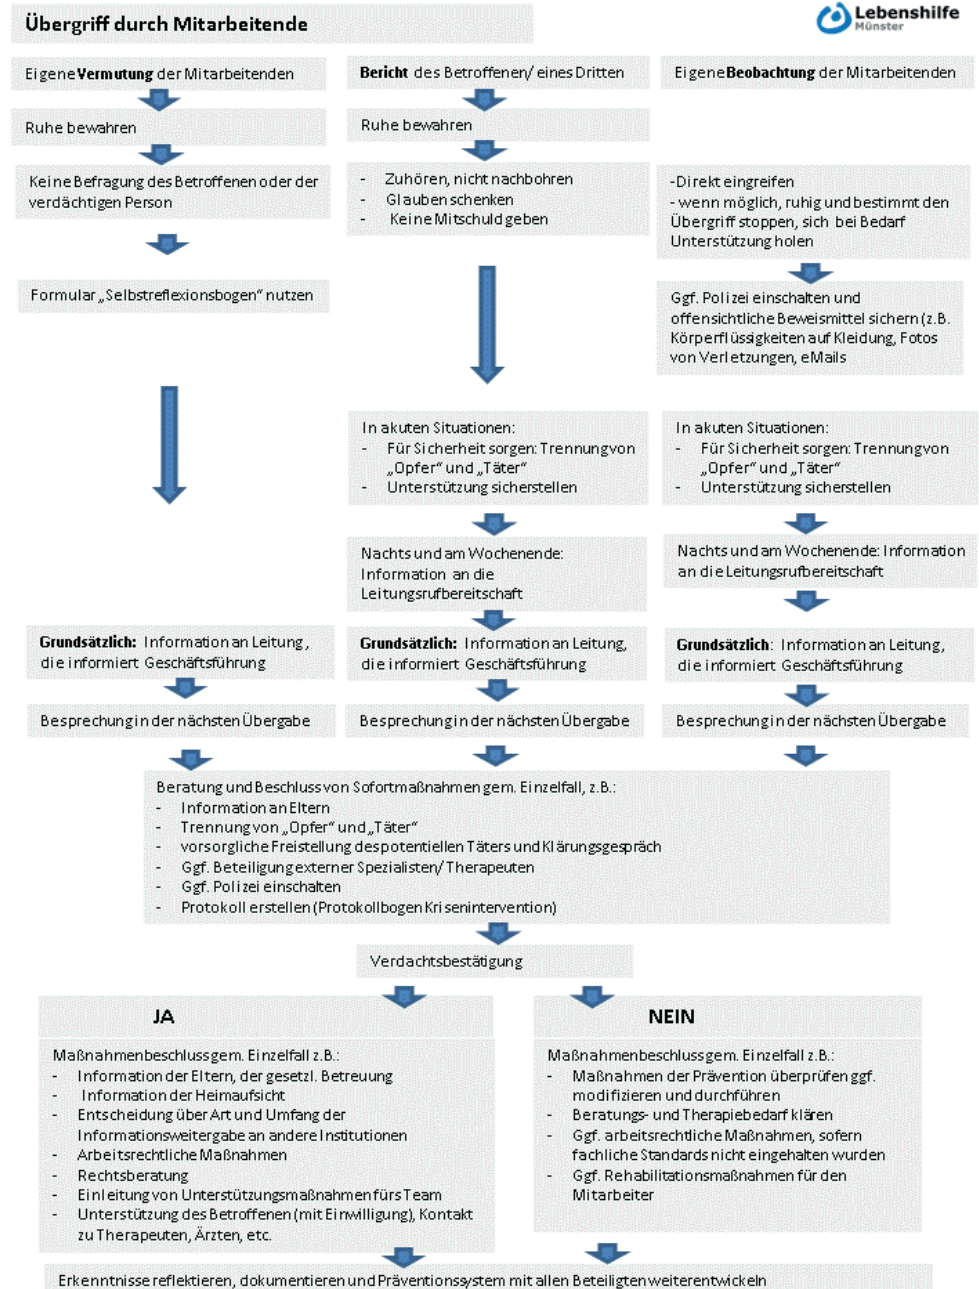 Übergriff durch Mitarbeitende
Lebenshilfe
Münster
Eigene Vermutung der Mitarbeitenden
Ruhe bewahren
Keine Befragung des Betroffenen oder der
verdächtigen Person
Formular „Selbstreflexionsbogen“ nutzen
Grundsätzlich: Information an Leitung,
die informiert Geschäftsführung
Besprechung in der nächsten Übergabe
Bericht des Betroffenen/ eines Dritten
Ruhe bewahren
- Zuhören, nicht nachbohren
- Glauben schenken
- Keine Mitschuld geben
In akuten Situationen:
- Für Sicherheit sorgen: Trennung von
„Opfer“ und „Täter“
- Unterstützung sicherstellen
Nachts und am Wochenende:
Information an die
Leitungsrufbereitschaft
Grundsätzlich: Information an Leitung,
die informiert Geschäftsführung
Besprechung in der nächsten Übergabe
Eigene Beobachtung der Mitarbeitenden
-Direkt eingreifen
- wenn möglich, ruhig und bestimmt den
Übergriff stoppen, sich bei Bedarf
Unterstützung holen
Ggf. Polizei einschalten und
offensichtliche Beweismittel sichern (z.B.
Körperflüssigkeiten auf Kleidung, Fotos
von Verletzungen, eMails
In akuten Situationen:
- Für Sicherheit sorgen: Trennung von
„Opfer“ und „Täter“
- Unterstützung sicherstellen
Nachts und am Wochenende: Information
an die Leitungsrufbereitschaft
Grundsätzlich: Information an Leitung,
die informiert Geschäftsführung
Besprechung in der nächsten Übergabe
Beratung und Beschluss von Sofortmaßnahmen gem. Einzelfall, z.B.:
- Information an Eltern
- Trennung von „Opfer“ und „Täter“
- vorsorgliche Freistellung des potentiellen Täters und Klärungsgespräch
- Ggf. Beteiligung externer Spezialisten/ Therapeuten
- Ggf. Polizei einschalten
- Protokoll erstellen (Protokollbogen Krisenintervention)
Verdachtsbestätigung
JA
Maßnahmenbeschluss gem. Einzelfall z.B.:
- Information der Eltern, der gesetzl. Betreuung
- Information der Heimaufsicht
- Entscheidung über Art und Umfang der
Informationsweitergabe an andere Institutionen
- Arbeitsrechtliche Maßnahmen
- Rechtsberatung
- Einleitung von Unterstützungsmaßnahmen fürs Team
- Unterstützung des Betroffenen (mit Einwilligung), Kontakt
zu Therapeuten, Ärzten, etc.
NEIN
Maßnahmenbeschluss gem. Einzelfall z.B.:
- Maßnahmen der Prävention überprüfen ggf.
modifizieren und durchführen
- Beratungs- und Therapiebedarf klären
- Ggf. arbeitsrechtliche Maßnahmen, sofern
fachliche Standards nicht eingehalten wurden
- Ggf. Rehabilitationsmaßnahmen für den
Mitarbeiter
Erkenntnisse reflektieren, dokumentieren und Präventionssystem mit allen Beteiligten weiterentwickeln